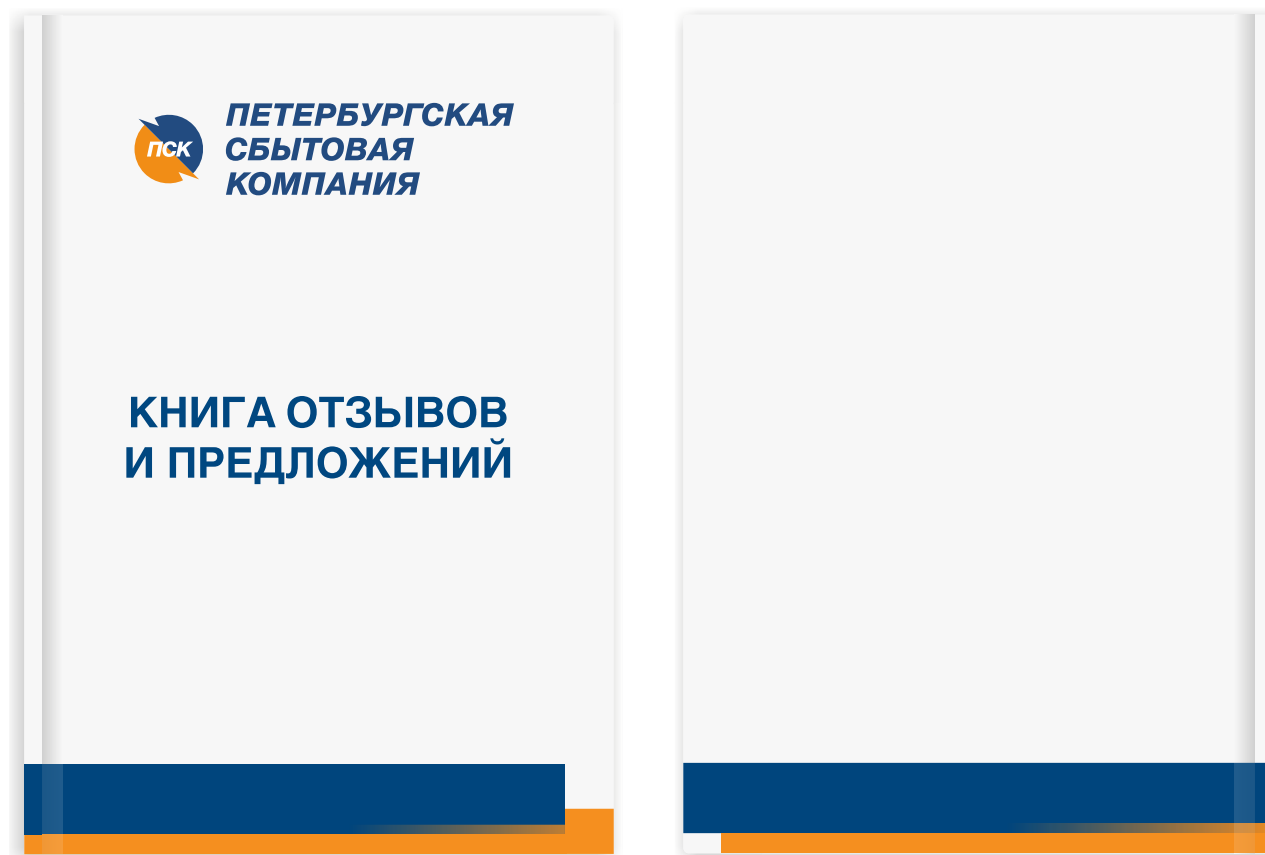 ПСК
ПЕТЕРБУРГСКАЯ
СБЫТОВАЯ
КОМПАНИЯ
КНИГА ОТЗЫВОВ
И ПРЕДЛОЖЕНИЙ